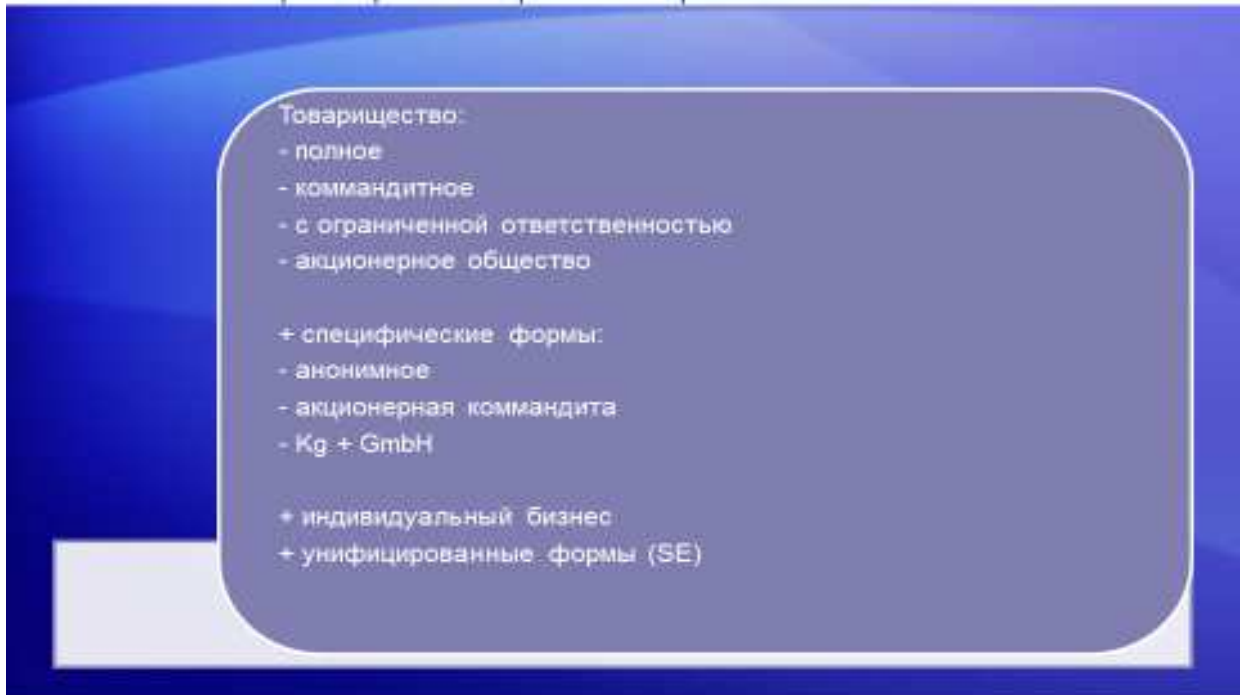 Товарищество:
- полное
- коммандитное
- с ограниченной ответственностью
- акционерное общество
+ специфические формы:
- анонимное
- акционерная коммандита
- Kg + GmbH
+ индивидуальный бизнес
+ унифицированные формы (SE)